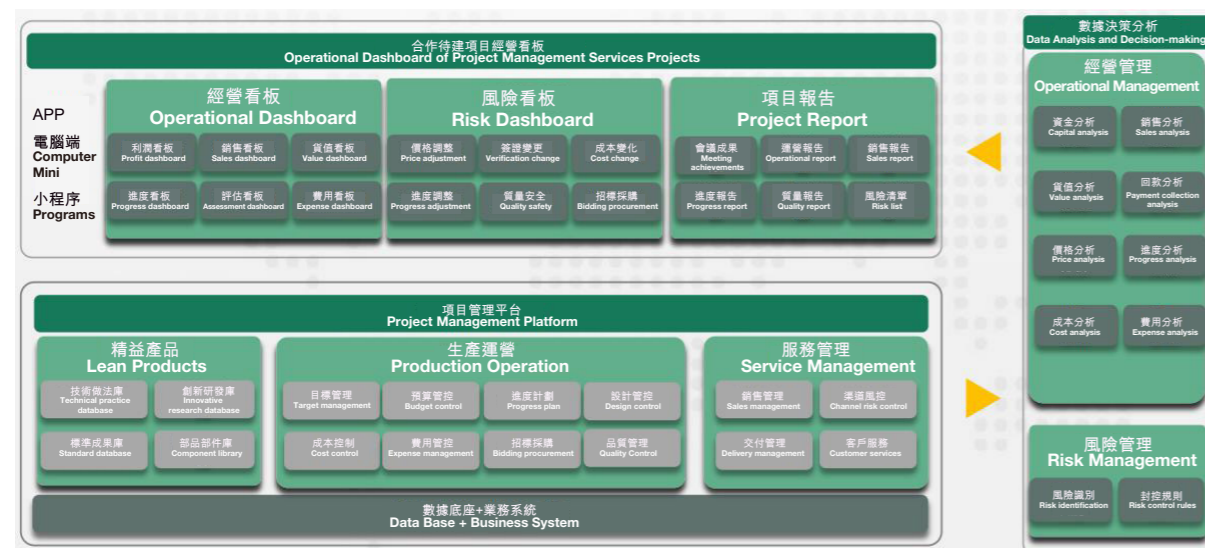 合作待建項目經營看板
Operational Dashboard of Project Management Services Projects
APP
電腦端
Computer
Mini
小程序
Programs
經營看板
Operational Dashboard
利潤看板
Profit dashboard
銷售看板
Sales dashboard
貨值看板
Value dashboard
進度看板
Progress dashboard
評估看板
Assessment dashboard
費用看板
Expense dashboard
風險看板
Risk Dashboard
價格調整
Price adjustment
簽證變更
Verification change
成本變化
Cost change
進度調整
Progress adjustment
質量安全
Quality safety
招標採購
Bidding procurement
項目報告
Project Report
會議成果
Meeting
achievements
運營報告
Operational report
銷售報告
Sales report
進度報告
Progress report
質量報告
Quality report
風險清單
Risk list
項目管理平台
Project Management Platform
精益產品
Lean Products
技術做法庫
Technical practice
database
創新研發庫
Innovative
research database
標準成果庫
Standard database
部品部件庫
Component library
生產運營
Production Operation
目標管理
Target management
預算管控
Budget control
進度計劃
Progress plan
設計管控
Design control
成本控制
Cost control
費用管控
Expense management
招標採購
Bidding procurement
品質管理
Quality Control
服務管理
Service Management
銷售管理
Sales management
渠道風控
Channel risk control
交付管理
Delivery management
客戶服務
Customer services
數據底座+業務系統
Data Base + Business System
數據決策分析
Data Analysis and Decision-making
經營管理
Operational Management
資金分析
Capital analysis
銷售分析
Sales analysis
貨值分析
Value analysis
回款分析
Payment collection
analysis
價格分析
Price analysis
進度分析
Progress analysis
成本分析
Cost analysis
費用分析
Expense analysis
風險管理
Risk Management
風險識別
Risk identification
封控規則
Risk control rules